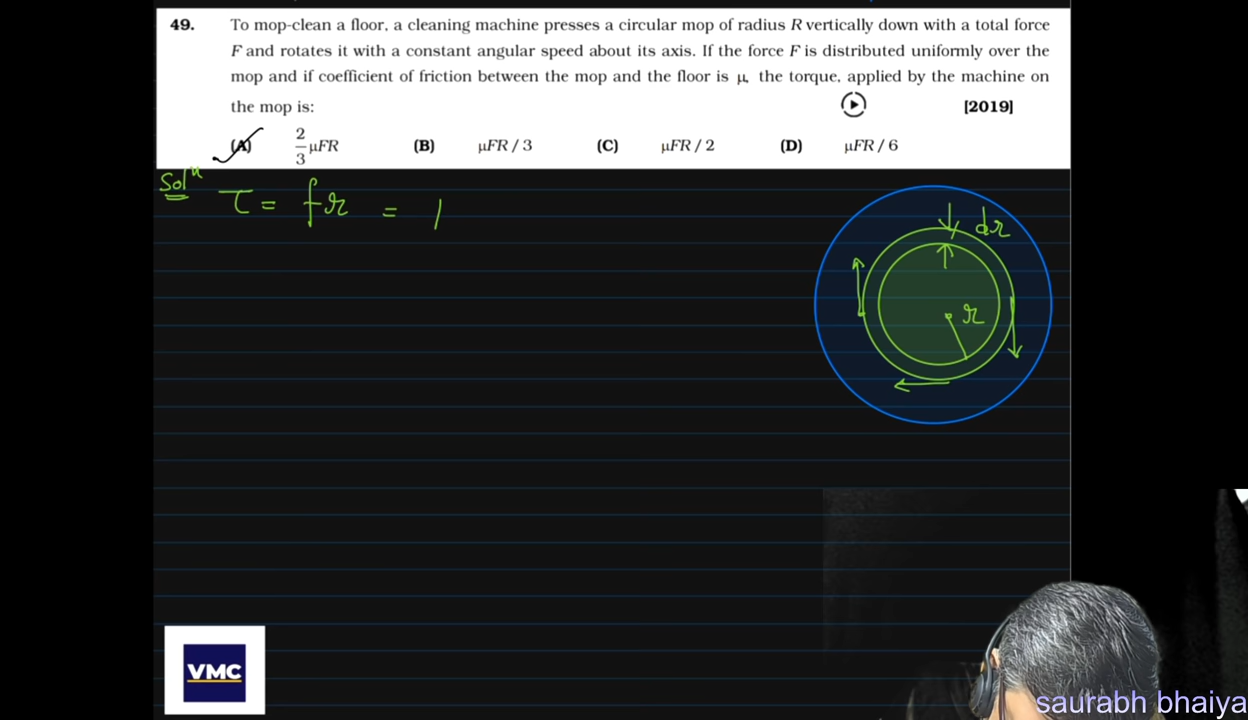 49. To mop-clean a floor, a cleaning machine presses a circular mop of radius R vertically down with a total force
F and rotates it with a constant angular speed about its axis. If the force F is distributed uniformly over the
mop and if coefficient of friction between the mop and the floor is μ, the torque, applied by the machine on
the mop is: [2019]
(A) 2/3 μFR (B) μFR / 3 (C) μFR / 2 (D) μFR / 6
Solⁿ τ = fr =
dr
r
VMC
saurabh bhaiya